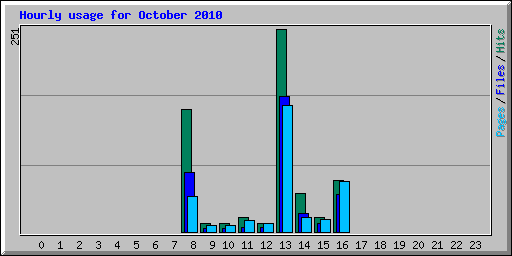 Hourly usage for October 2010
251
Pages / Files / Hits
0 1 2 3 4 5 6 7 8 9 10 11 12 13 14 15 16 17 18 19 20 21 22 23